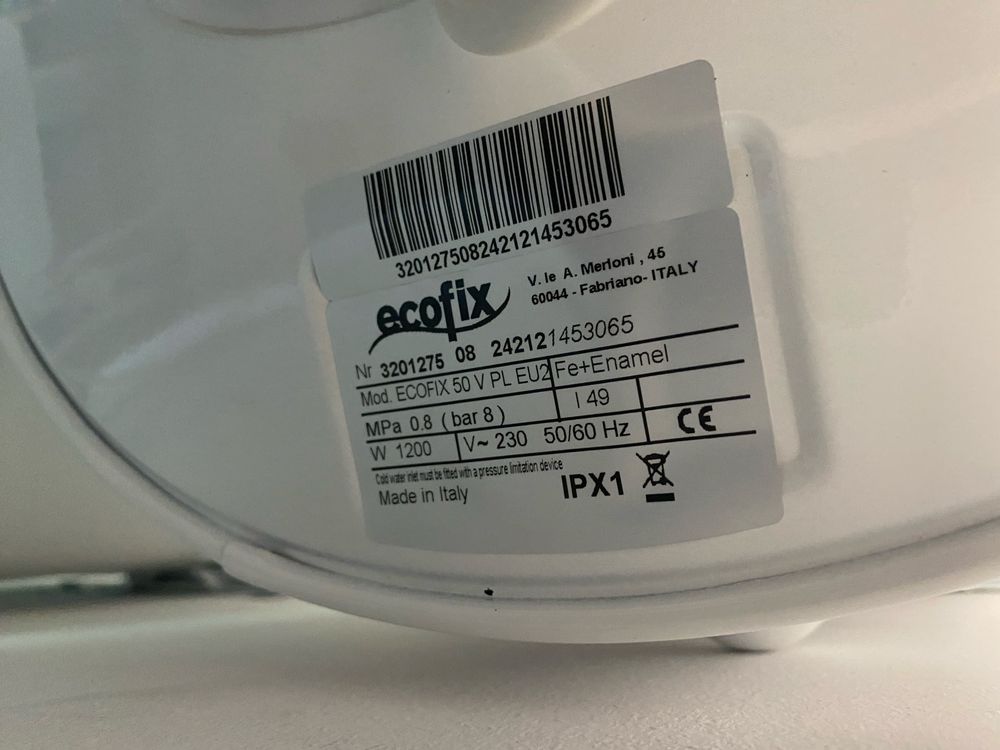 320127508242121453065
ecofix
V. le A. Merloni , 45
60044 - Fabriano- ITALY
Nr 3201275 08 242121453065
Mod. ECOFIX 50 V PL EU2 Fe+Enamel
MPa 0.8 ( bar 8 ) l 49
W 1200 V~ 230 50/60 Hz CE
Cold water inlet must be fitted with a pressure limitation device
Made in Italy IPX1